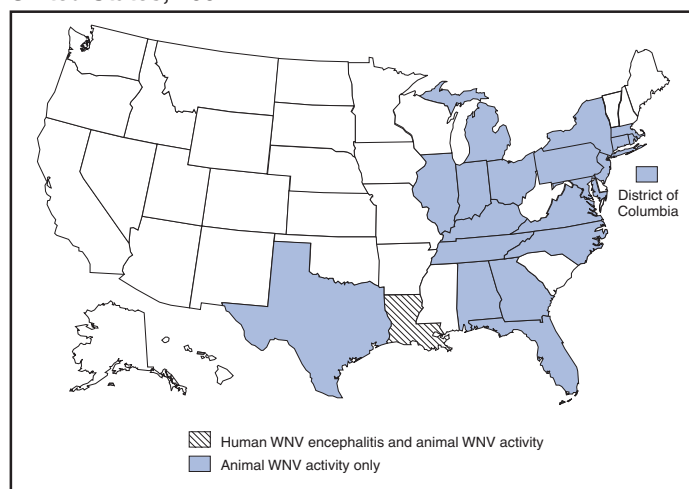 District of
Columbia
Human WNV encephalitis and animal WNV activity
Animal WNV activity only